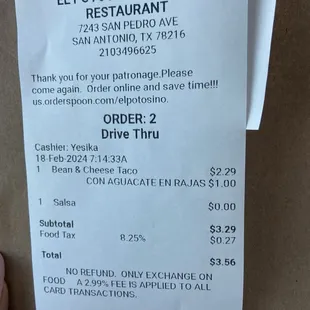 RESTAURANT
7243 SAN PEDRO AVE
SAN ANTONIO, TX 78216
2103496625
Thank you for your patronage.Please
come again. Order online and save time!!!
us.orderspoon.com/elpotosino.
ORDER: 2
Drive Thru
Cashier: Yesika
18-Feb-2024 7:14:33A
1 Bean & Cheese Taco $2.29
CON AGUACATE EN RAJAS $1.00
1 Salsa $0.00
Subtotal $3.29
Food Tax 8.25% $0.27
Total $3.56
NO REFUND. ONLY EXCHANGE ON
FOOD A 2.99% FEE IS APPLIED TO ALL
CARD TRANSACTIONS.